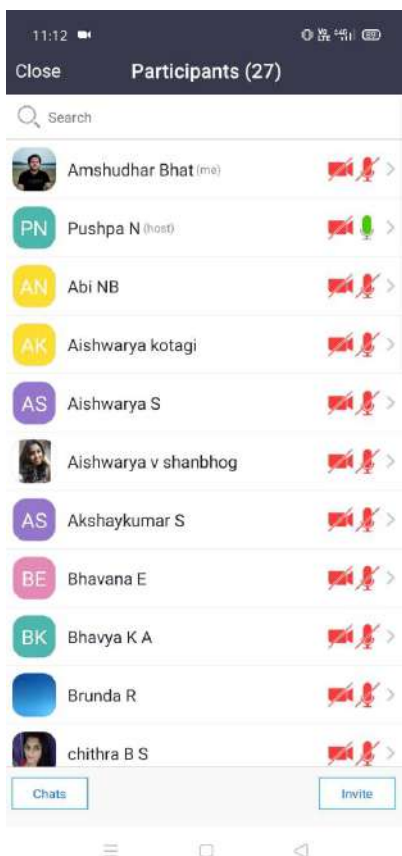 11:12
Close Participants (27)
Search
Amshudhar Bhat (me)
PN Pushpa N (host)
AN Abi NB
AK Aishwarya kotagi
AS Aishwarya S
Aishwarya v shanbhog
AS Akshaykumar S
BE Bhavana E
BK Bhavya K A
Brunda R
chithra B S
Chats Invite